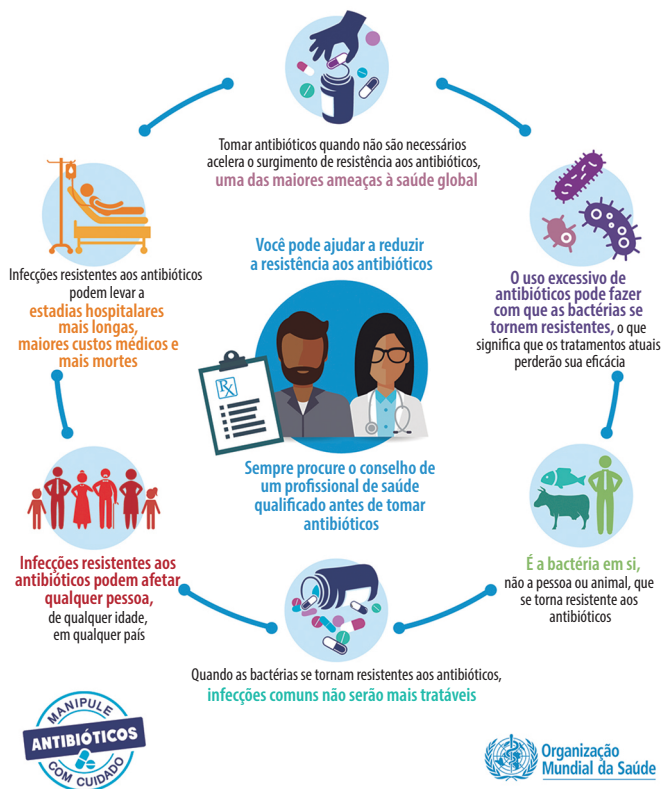 Tomar antibióticos quando não são necessários
acelera o surgimento de resistência aos antibióticos,
uma das maiores ameaças à saúde global
O uso excessivo de
antibióticos pode fazer
com que as bactérias se
tornem resistentes, o que
significa que os tratamentos atuais
perderão sua eficácia
É a bactéria em si,
não a pessoa ou animal, que
se torna resistente aos
antibióticos
Quando as bactérias se tornam resistentes aos antibióticos,
infecções comuns não serão mais tratáveis
Infecções resistentes aos
antibióticos podem afetar
qualquer pessoa,
de qualquer idade,
em qualquer país
Infecções resistentes aos antibióticos
podem levar a
estadias hospitalares
mais longas,
maiores custos médicos e
mais mortes
Você pode ajudar a reduzir
a resistência aos antibióticos
RX
Sempre procure o conselho de
um profissional de saúde
qualificado antes de tomar
antibióticos
MANIPULE
ANTIBIÓTICOS
COM CUIDADO
Organização
Mundial da Saúde